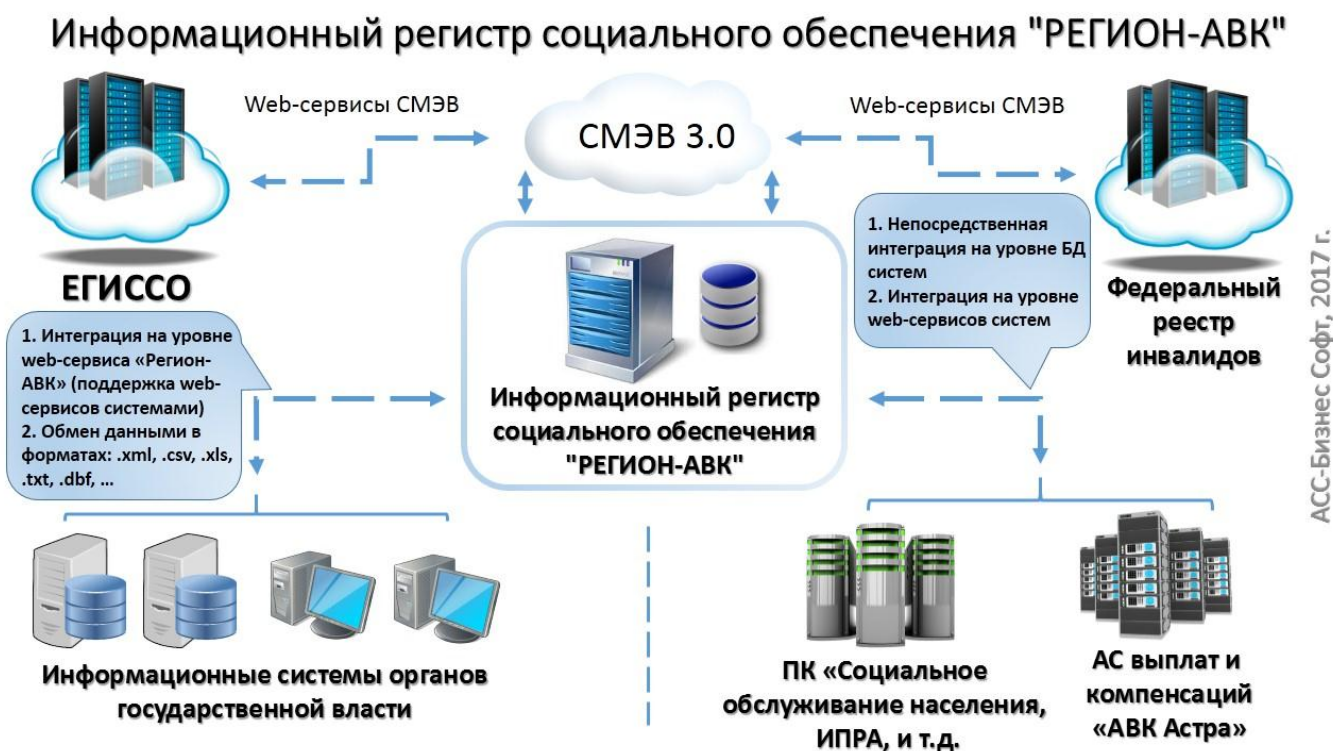 Информационный регистр социального обеспечения "РЕГИОН-АВК"
Web-сервисы СМЭВ
СМЭВ 3.0
Web-сервисы СМЭВ
ЕГИССО
1. Интеграция на уровне
web-сервиса «Регион-
АВК» (поддержка web-
сервисов системами)
2. Обмен данными в
форматах: .xml, .csv, .xls,
.txt, .dbf, ...
Информационный регистр
социального обеспечения
"РЕГИОН-АВК"
1. Непосредственная
интеграция на уровне БД
систем
2. Интеграция на уровне
web-сервисов систем
Федеральный
реестр
инвалидов
АСС-Бизнес Софт, 2017 г.
Информационные системы органов
государственной власти
ПК «Социальное
обслуживание населения,
ИПРА, и т.д.
АС выплат и
компенсаций
«АВК Астра»